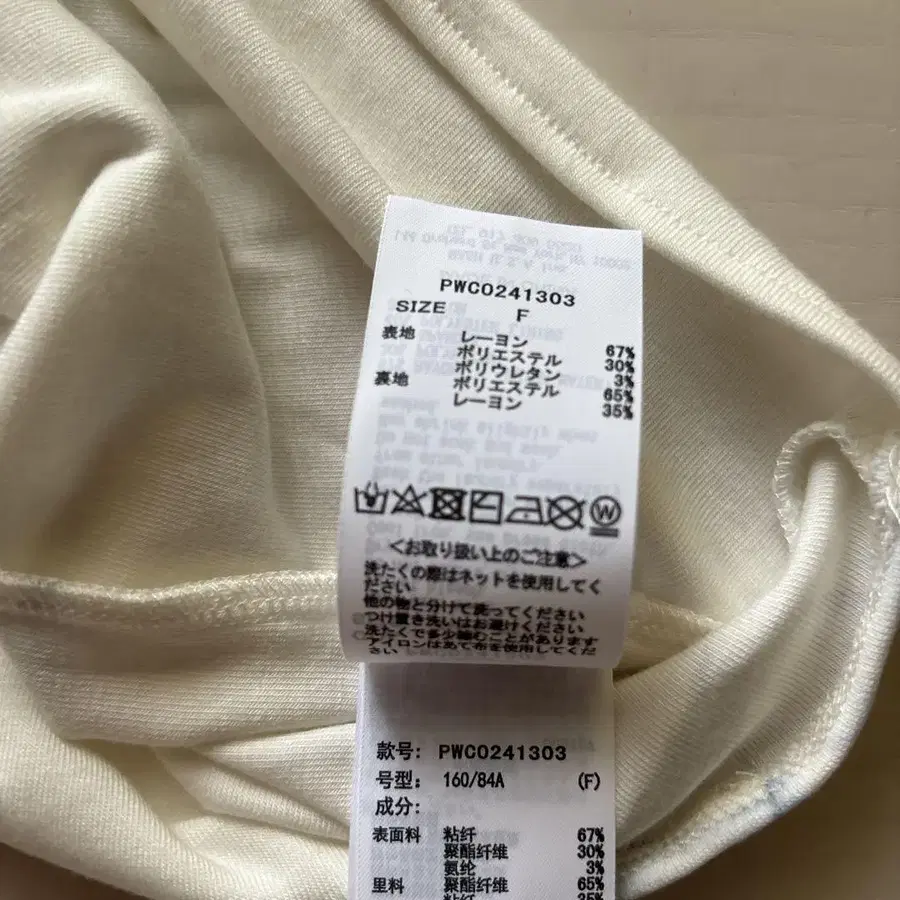 PWC0241303
SIZE F
表地 レーヨン 67%
ポリエステル 30%
ポリウレタン 3%
裏地 ポリエステル 65%
レーヨン 35%
W
<お取り扱い上のご注意>
洗たくの際はネットを使用してく
ださい
他の物と分けて洗ってください
つけ置き洗いはお避けください
洗たくで多少縮むことがあります
アイロンはあて布を使用してくだ
さい
款号: PWC0241303
号型: 160/84A (F)
成分:
表面料 粘纤 67%
聚酯纤维 30%
氨纶 3%
里料 聚酯纤维 65%
粘纤 35%